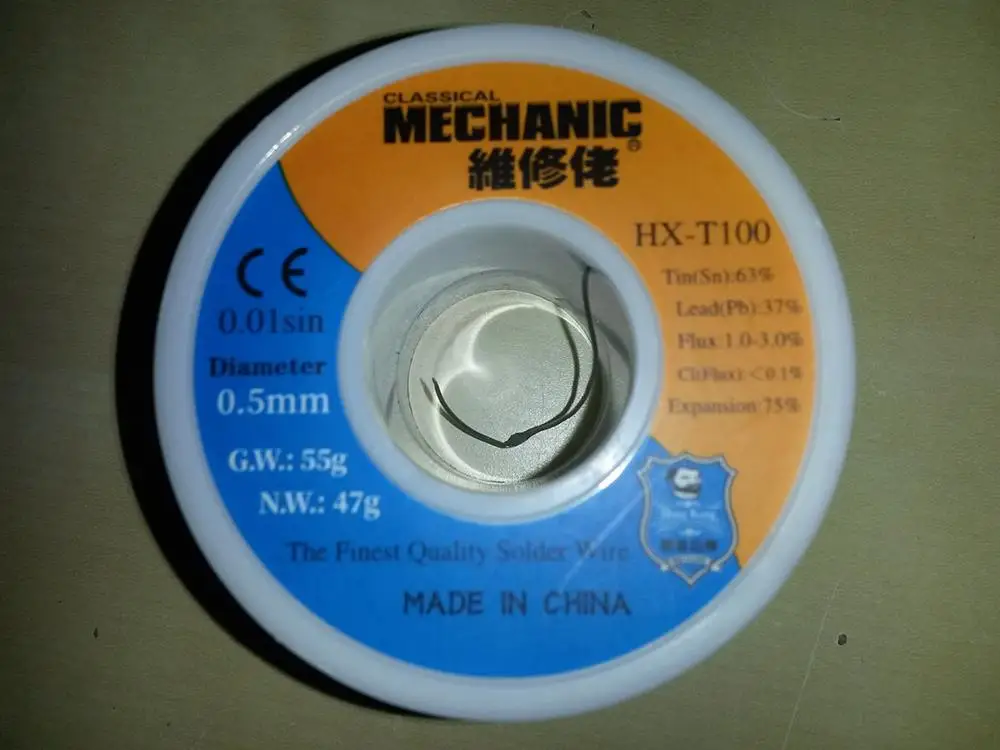 CLASSICAL
MECHANIC®
維修佬
HX-T100
Tin(Sn):63%
Lead(Pb):37%
Flux:1.0-3.0%
Cl(Flux):<0.1%
Expansion:75%
CE
0.01sin
Diameter
0.5mm
G.W.: 55g
N.W.: 47g
The Finest Quality Solder Wire
MADE IN CHINA